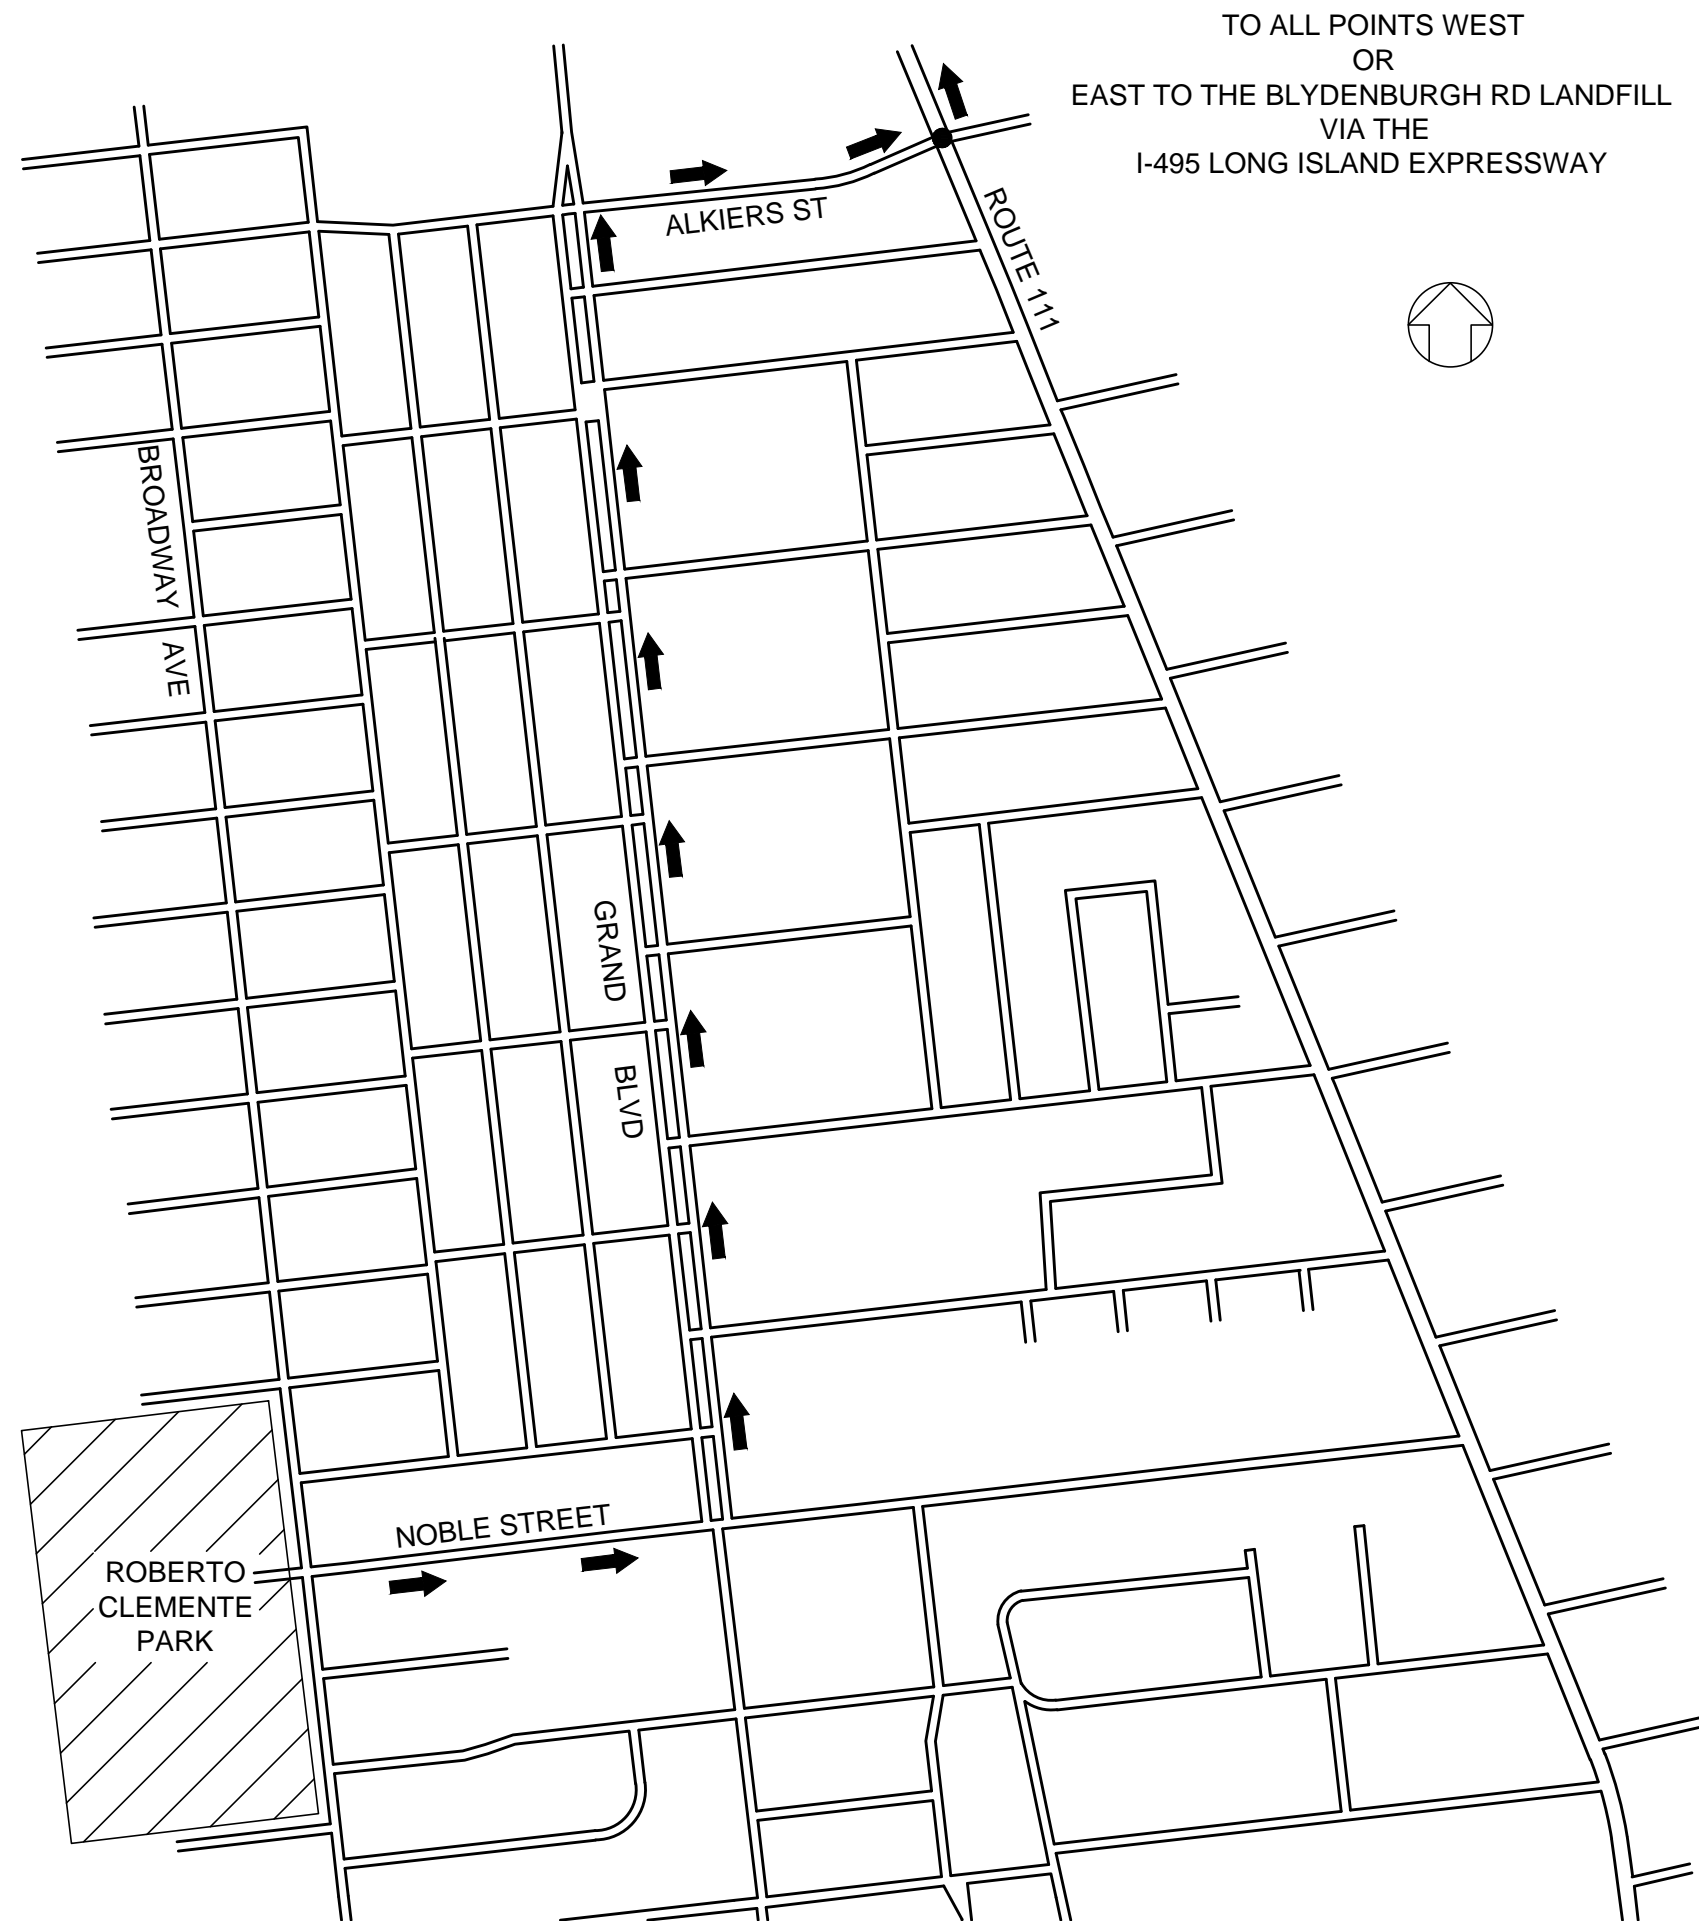 TO ALL POINTS WEST
OR
EAST TO THE BLYDENBURGH RD LANDFILL
VIA THE
I-495 LONG ISLAND EXPRESSWAY
ALKIERS ST
ROUTE 111
BROADWAY AVE
GRAND BLVD
NOBLE STREET
ROBERTO
CLEMENTE
PARK